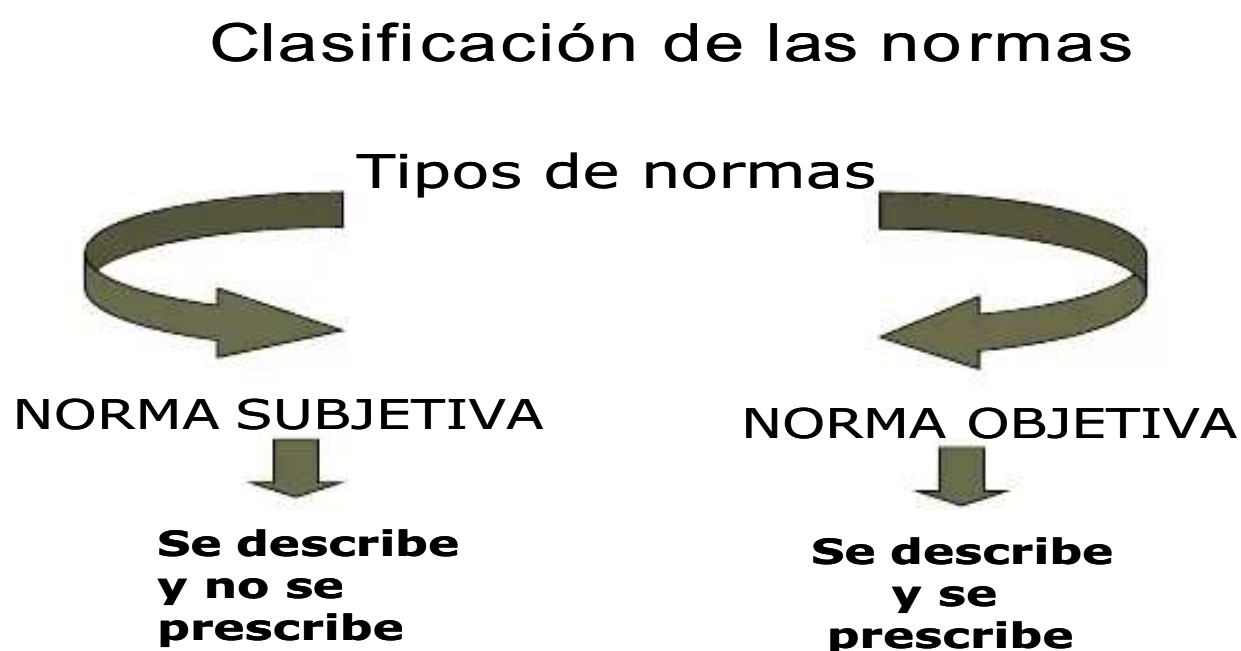 Clasificación de las normas
Tipos de normas
NORMA SUBJETIVA
Se describe
y no se
prescribe
NORMA OBJETIVA
Se describe
y se
prescribe